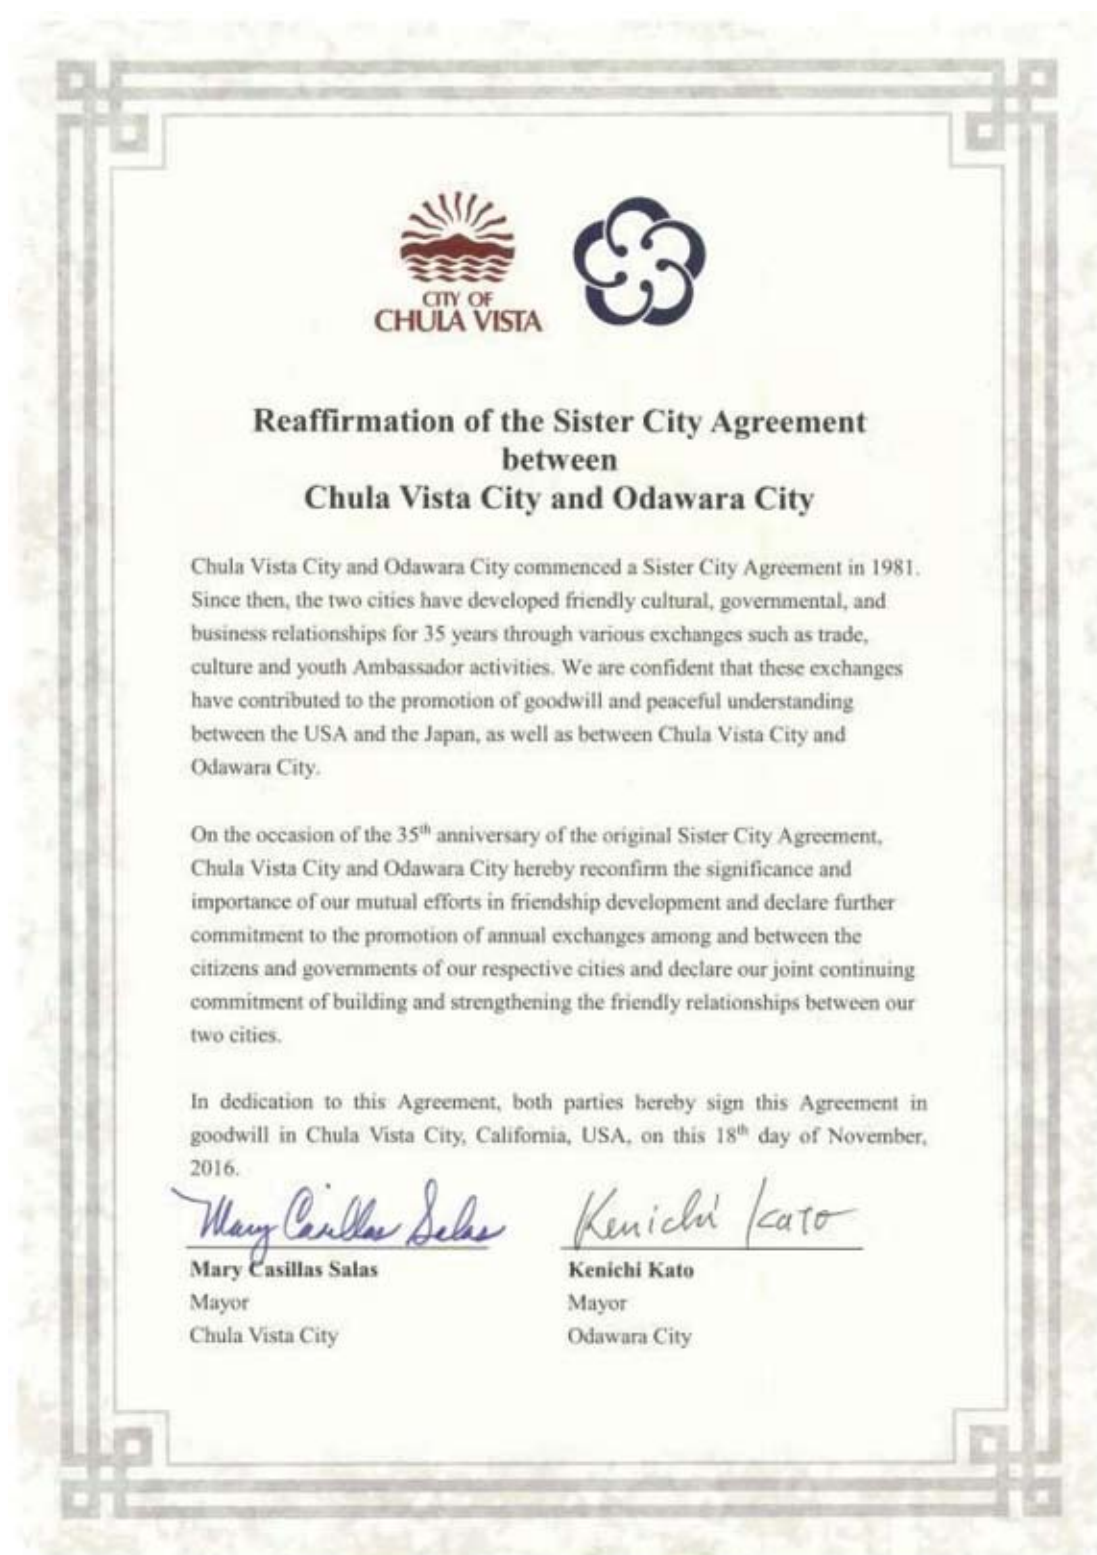 CITY OF
CHULA VISTA
Reaffirmation of the Sister City Agreement
between
Chula Vista City and Odawara City
Chula Vista City and Odawara City commenced a Sister City Agreement in 1981.
Since then, the two cities have developed friendly cultural, governmental, and
business relationships for 35 years through various exchanges such as trade,
culture and youth Ambassador activities. We are confident that these exchanges
have contributed to the promotion of goodwill and peaceful understanding
between the USA and the Japan, as well as between Chula Vista City and
Odawara City.
On the occasion of the 35th anniversary of the original Sister City Agreement,
Chula Vista City and Odawara City hereby reconfirm the significance and
importance of our mutual efforts in friendship development and declare further
commitment to the promotion of annual exchanges among and between the
citizens and governments of our respective cities and declare our joint continuing
commitment of building and strengthening the friendly relationships between our
two cities.
In dedication to this Agreement, both parties hereby sign this Agreement in
goodwill in Chula Vista City, California, USA, on this 18th day of November,
2016.
Mary Casillas Salas Kenichi Kato
Mary Casillas Salas Kenichi Kato
Mayor Mayor
Chula Vista City Odawara City